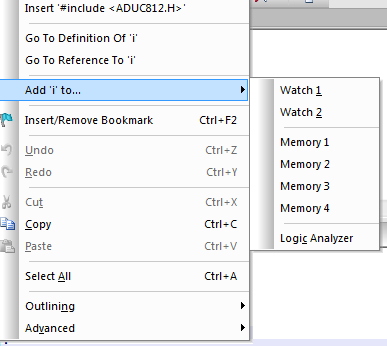 Insert '#include <ADUC812.H>'
Go To Definition Of 'i'
Go To Reference To 'i'
Add 'i' to...
Watch 1
Watch 2
Insert/Remove Bookmark Ctrl+F2
Memory 1
Undo Ctrl+Z
Memory 2
Redo Ctrl+Y
Memory 3
Cut Ctrl+X
Memory 4
Copy Ctrl+C
Logic Analyzer
Paste Ctrl+V
Select All Ctrl+A
Outlining
Advanced